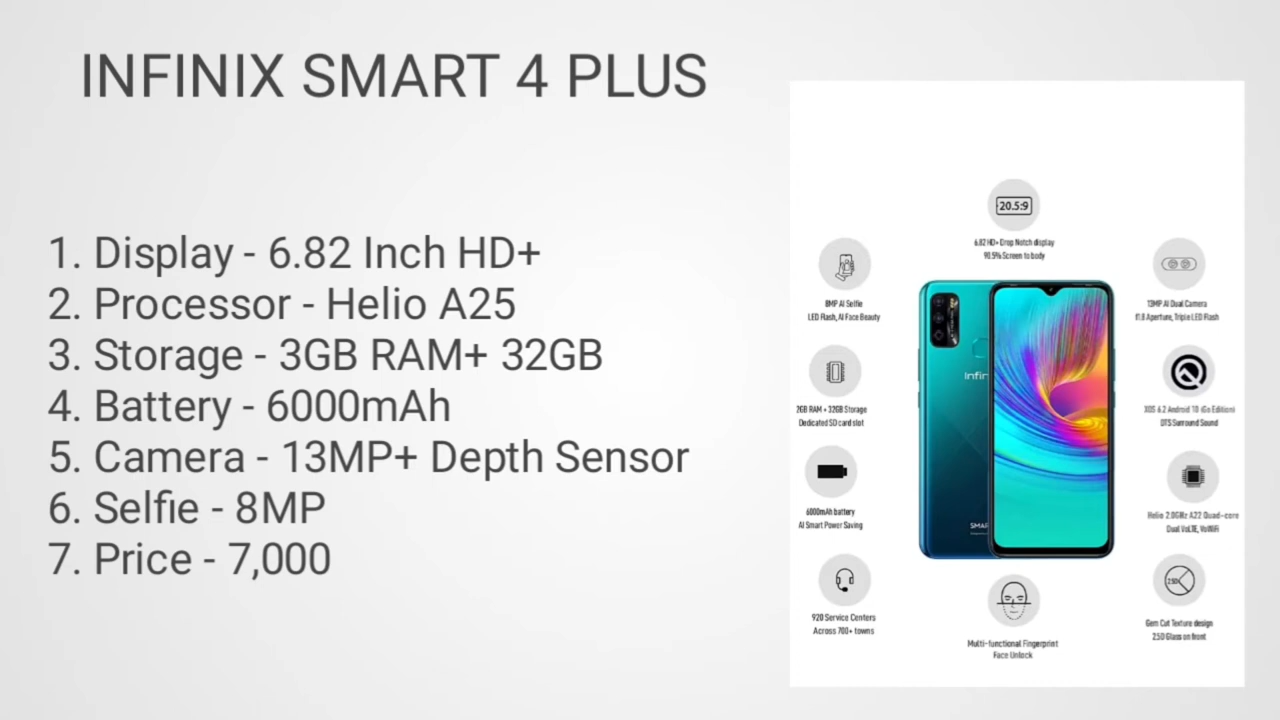 INFINIX SMART 4 PLUS
1. Display - 6.82 Inch HD+
2. Processor - Helio A25
3. Storage - 3GB RAM+ 32GB
4. Battery - 6000mAh
5. Camera - 13MP+ Depth Sensor
6. Selfie - 8MP
7. Price - 7,000
20.5:9
6.82 HD+ Drop Notch display
90.5% Screen to body
8MP AI Selfie
LED Flash, AI Face Beauty
13MP AI Dual Camera
f1.8 Aperture, Triple LED Flash
2GB RAM + 32GB Storage
Dedicated SD card slot
XOS 6.2 Android 10 (Go Edition)
DTS Surround Sound
6000mAh battery
AI Smart Power Saving
Helio 2.0GHz A22 Quad-core
Dual VoLTE, VoWiFi
920 Service Centers
Across 700+ towns
2.5D
Gem Cut Texture design
2.5D Glass on front
Multi-functional Fingerprint
Face Unlock
Infin
SMAR